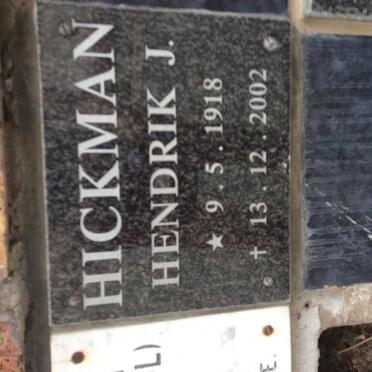 HICKMAN
HENDRIK J.
★ 9 . 5 . 1918
† 13 . 12 . 2002
L)
E